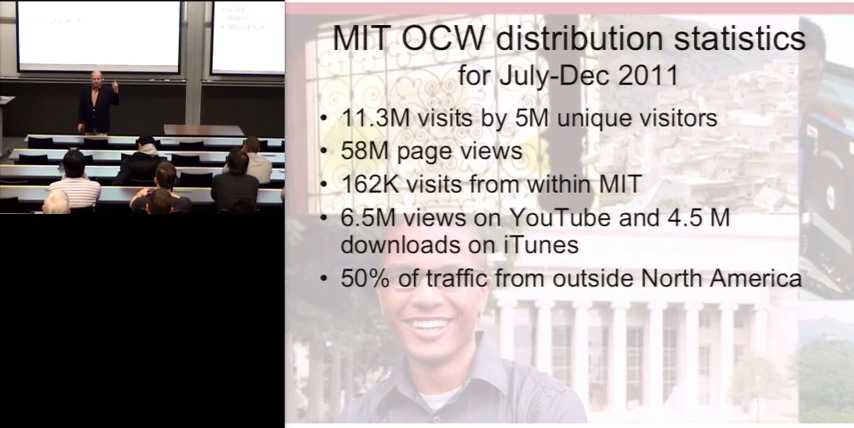 MIT OCW distribution statistics
for July-Dec 2011
• 11.3M visits by 5M unique visitors
• 58M page views
• 162K visits from within MIT
• 6.5M views on YouTube and 4.5 M
downloads on iTunes
• 50% of traffic from outside North America